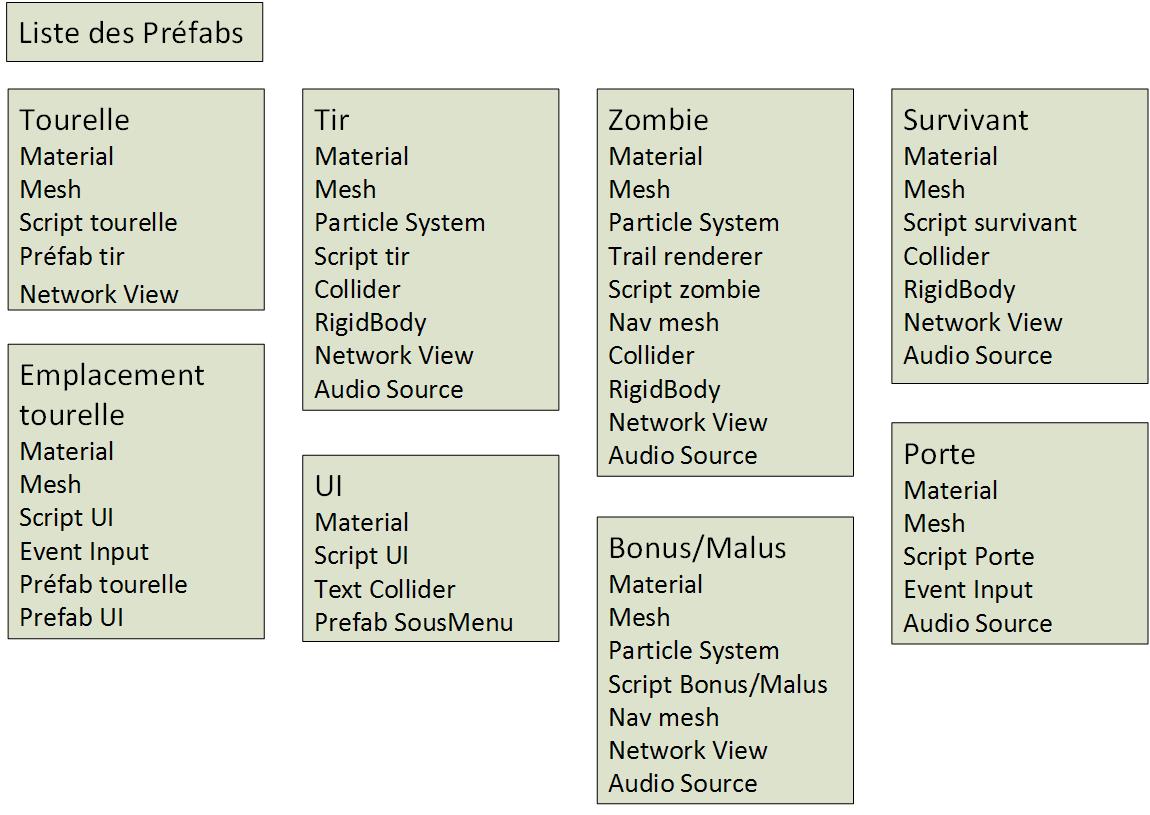 Liste des Préfabs
Tourelle
Material
Mesh
Script tourelle
Préfab tir
Network View
Emplacement
tourelle
Material
Mesh
Script UI
Event Input
Préfab tourelle
Prefab UI
Tir
Material
Mesh
Particle System
Script tir
Collider
RigidBody
Network View
Audio Source
UI
Material
Script UI
Text Collider
Prefab SousMenu
Zombie
Material
Mesh
Particle System
Trail renderer
Script zombie
Nav mesh
Collider
RigidBody
Network View
Audio Source
Bonus/Malus
Material
Mesh
Particle System
Script Bonus/Malus
Nav mesh
Network View
Audio Source
Survivant
Material
Mesh
Script survivant
Collider
RigidBody
Network View
Audio Source
Porte
Material
Mesh
Script Porte
Event Input
Audio Source